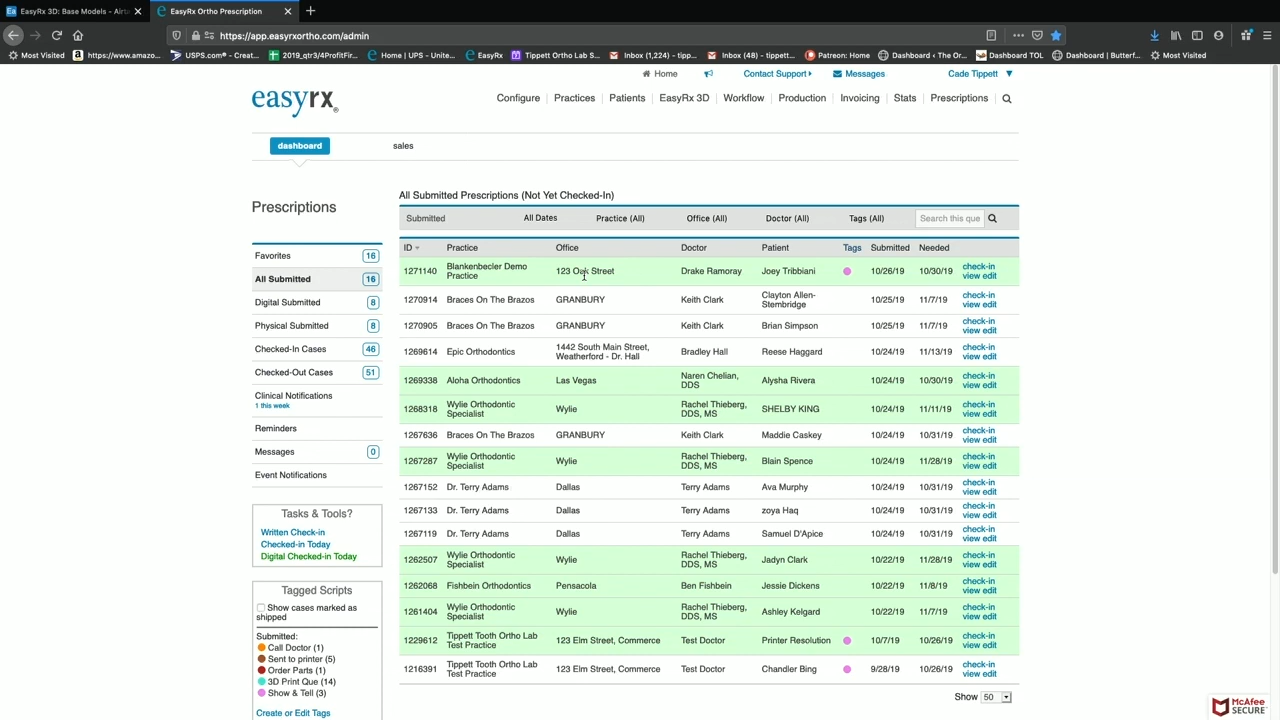 EasyRx 3D: Base Models - Airta
EasyRx Ortho Prescription
https://app.easyrxortho.com/admin
Most Visited
https://www.amazo...
USPS.com® - Creat...
2019_qtr3/4ProfitFir...
Home | UPS - Unite...
EasyRx
Tippett Ortho Lab S...
Inbox (1,224) - tipp...
Inbox (48) - tippett...
Patreon: Home
Dashboard ‹ The Or...
Dashboard TOL
Dashboard | Butterf...
Most Visited
Home
Contact Support
Messages
Cade Tippett
easyrx®
Configure | Practices | Patients | EasyRx 3D | Workflow | Production | Invoicing | Stats | Prescriptions
dashboard
sales
Prescriptions
Favorites 16
All Submitted 16
Digital Submitted 8
Physical Submitted 8
Checked-In Cases 46
Checked-Out Cases 51
Clinical Notifications
1 this week
Reminders
Messages 0
Event Notifications
Tasks & Tools?
Written Check-in
Checked-in Today
Digital Checked-in Today
Tagged Scripts
Show cases marked as
shipped
Submitted:
Call Doctor (1)
Sent to printer (5)
Order Parts (1)
3D Print Que (14)
Show & Tell (3)
Create or Edit Tags
All Submitted Prescriptions (Not Yet Checked-In)
Submitted All Dates Practice (All) Office (All) Doctor (All) Tags (All) Search this que
ID Practice Office Doctor Patient Tags Submitted Needed
1271140 Blankenbecler Demo Practice 123 Oak Street Drake Ramoray Joey Tribbiani 10/26/19 10/30/19 check-in view edit
1270914 Braces On The Brazos GRANBURY Keith Clark Clayton Allen-Stembridge 10/25/19 11/7/19 check-in view edit
1270905 Braces On The Brazos GRANBURY Keith Clark Brian Simpson 10/25/19 11/7/19 check-in view edit
1269614 Epic Orthodontics 1442 South Main Street, Weatherford - Dr. Hall Bradley Hall Reese Haggard 10/24/19 11/13/19 check-in view edit
1269338 Aloha Orthodontics Las Vegas Naren Chelian, DDS Alysha Rivera 10/24/19 10/30/19 check-in view edit
1268318 Wylie Orthodontic Specialist Wylie Rachel Thieberg, DDS, MS SHELBY KING 10/24/19 11/11/19 check-in view edit
1267636 Braces On The Brazos GRANBURY Keith Clark Maddie Caskey 10/24/19 10/31/19 check-in view edit
1267287 Wylie Orthodontic Specialist Wylie Rachel Thieberg, DDS, MS Blain Spence 10/24/19 11/28/19 check-in view edit
1267152 Dr. Terry Adams Dallas Terry Adams Ava Murphy 10/24/19 10/31/19 check-in view edit
1267133 Dr. Terry Adams Dallas Terry Adams zoya Haq 10/24/19 10/31/19 check-in view edit
1267119 Dr. Terry Adams Dallas Terry Adams Samuel D'Apice 10/24/19 10/31/19 check-in view edit
1262507 Wylie Orthodontic Specialist Wylie Rachel Thieberg, DDS, MS Jadyn Clark 10/22/19 11/28/19 check-in view edit
1262068 Fishbein Orthodontics Pensacola Ben Fishbein Jessie Dickens 10/22/19 11/8/19 check-in view edit
1261404 Wylie Orthodontic Specialist Wylie Rachel Thieberg, DDS, MS Ashley Kelgard 10/22/19 11/7/19 check-in view edit
1229612 Tippett Tooth Ortho Lab Test Practice 123 Elm Street, Commerce Test Doctor Printer Resolution 10/7/19 10/26/19 check-in view edit
1216391 Tippett Tooth Ortho Lab Test Practice 123 Elm Street, Commerce Test Doctor Chandler Bing 9/28/19 10/26/19 check-in view edit
Show 50
McAfee
SECURE